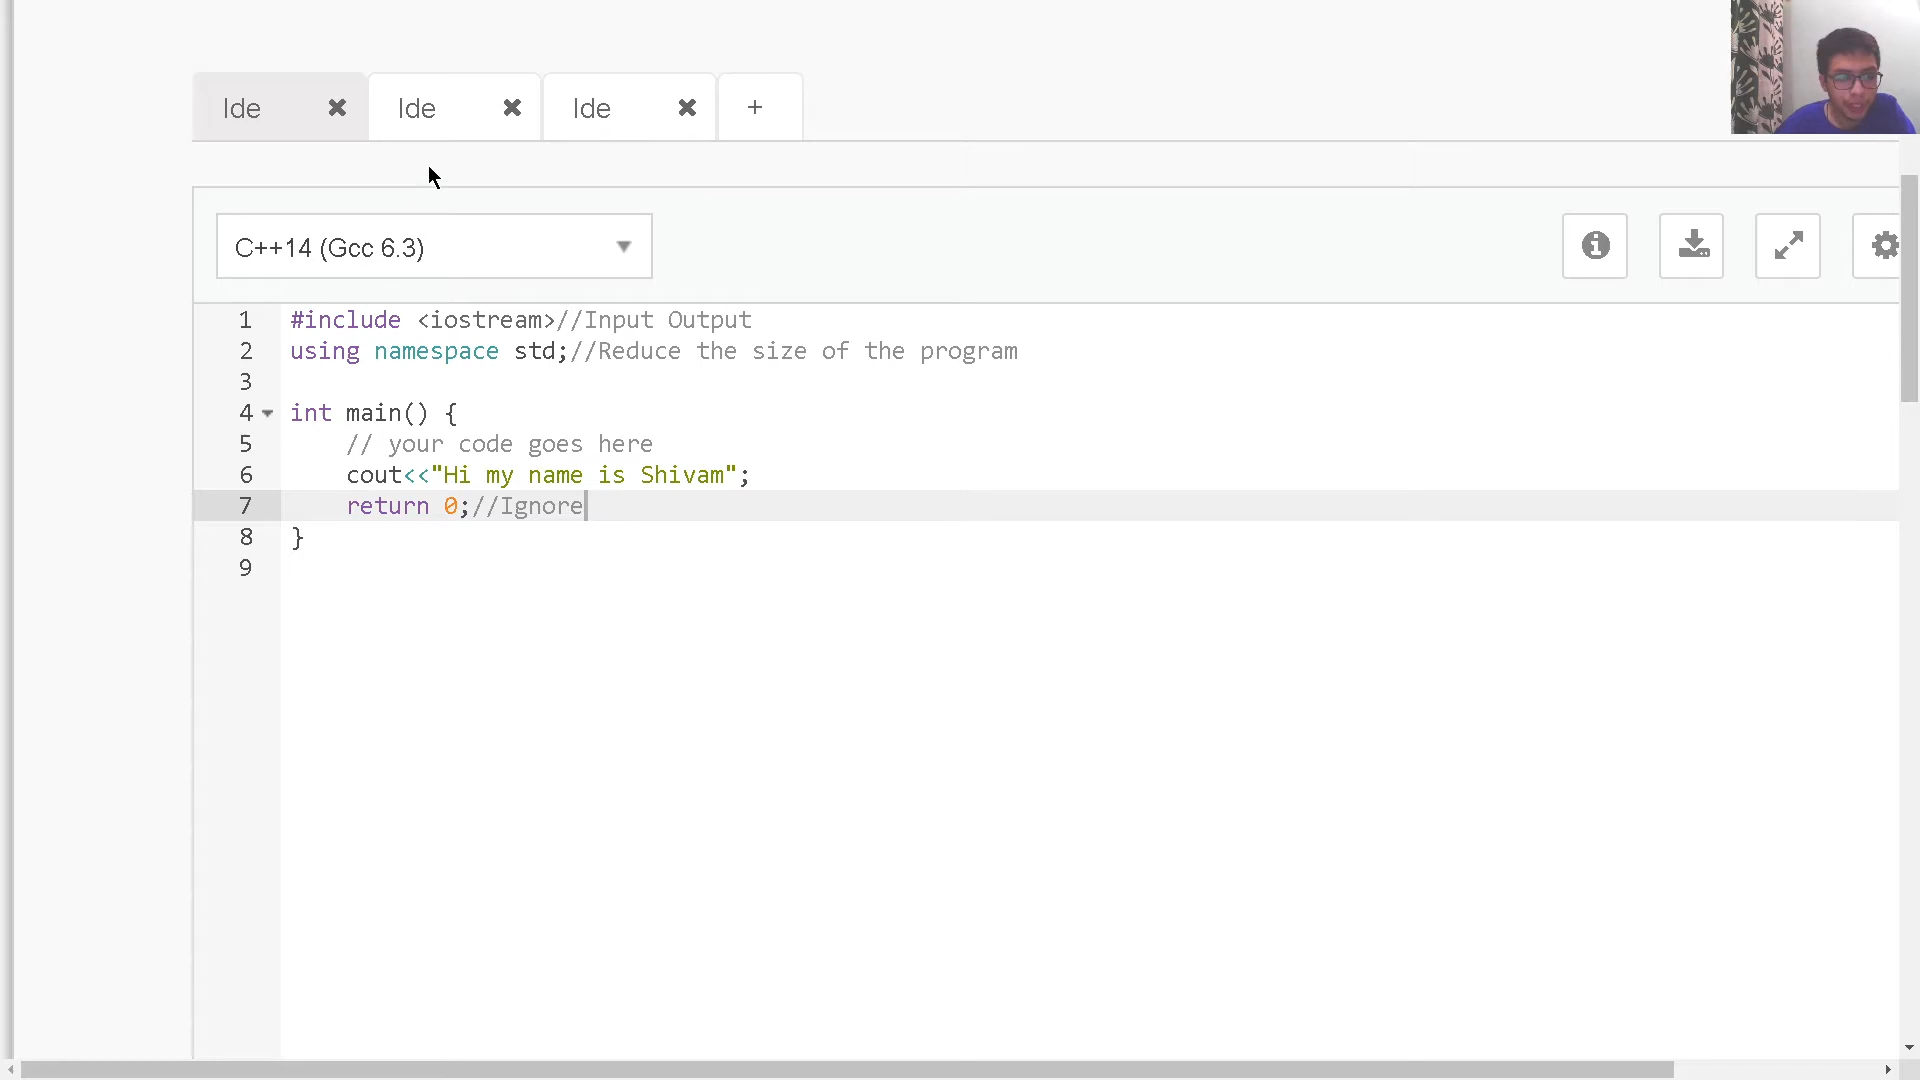 Ide ✖ Ide ✖ Ide ✖ +
C++14 (Gcc 6.3)
1 #include <iostream>//Input Output
2 using namespace std;//Reduce the size of the program
3
4 int main() {
5     // your code goes here
6     cout<<"Hi my name is Shivam";
7     return 0;//Ignore
8 }
9